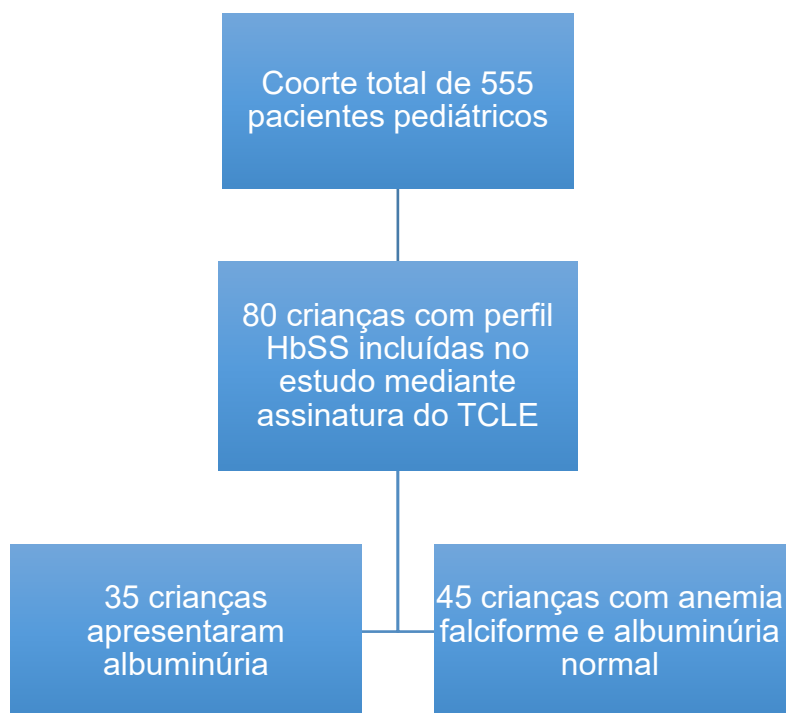 Coorte total de 555
pacientes pediátricos
80 crianças com perfil
HbSS incluídas no
estudo mediante
assinatura do TCLE
35 crianças
apresentaram
albuminúria
45 crianças com anemia
falciforme e albuminúria
normal